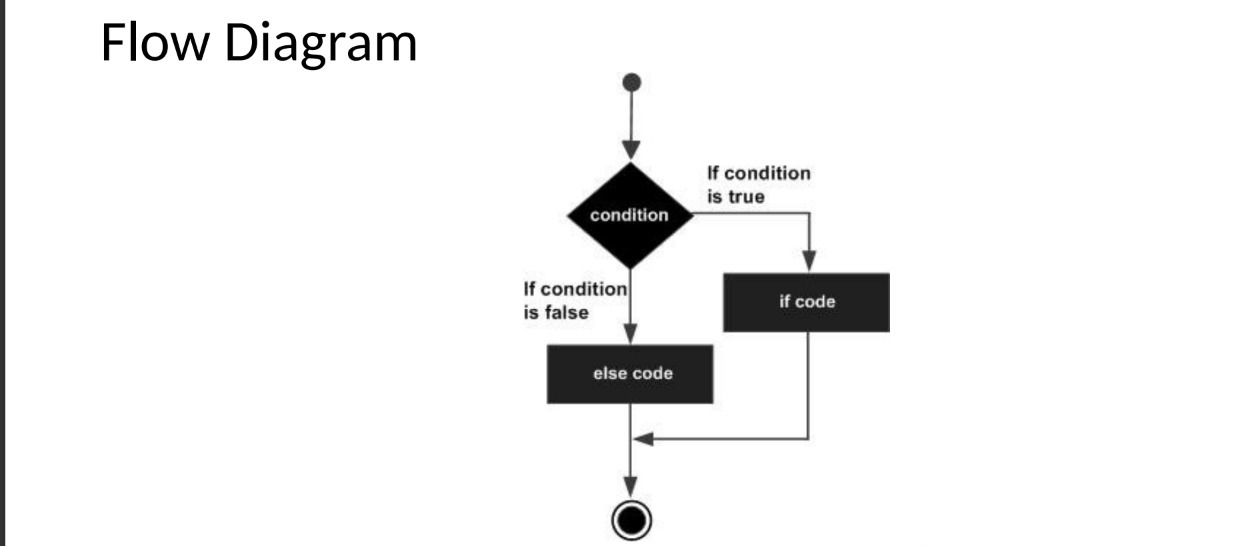 Flow Diagram
If condition
is true
condition
If condition
is false
if code
else code